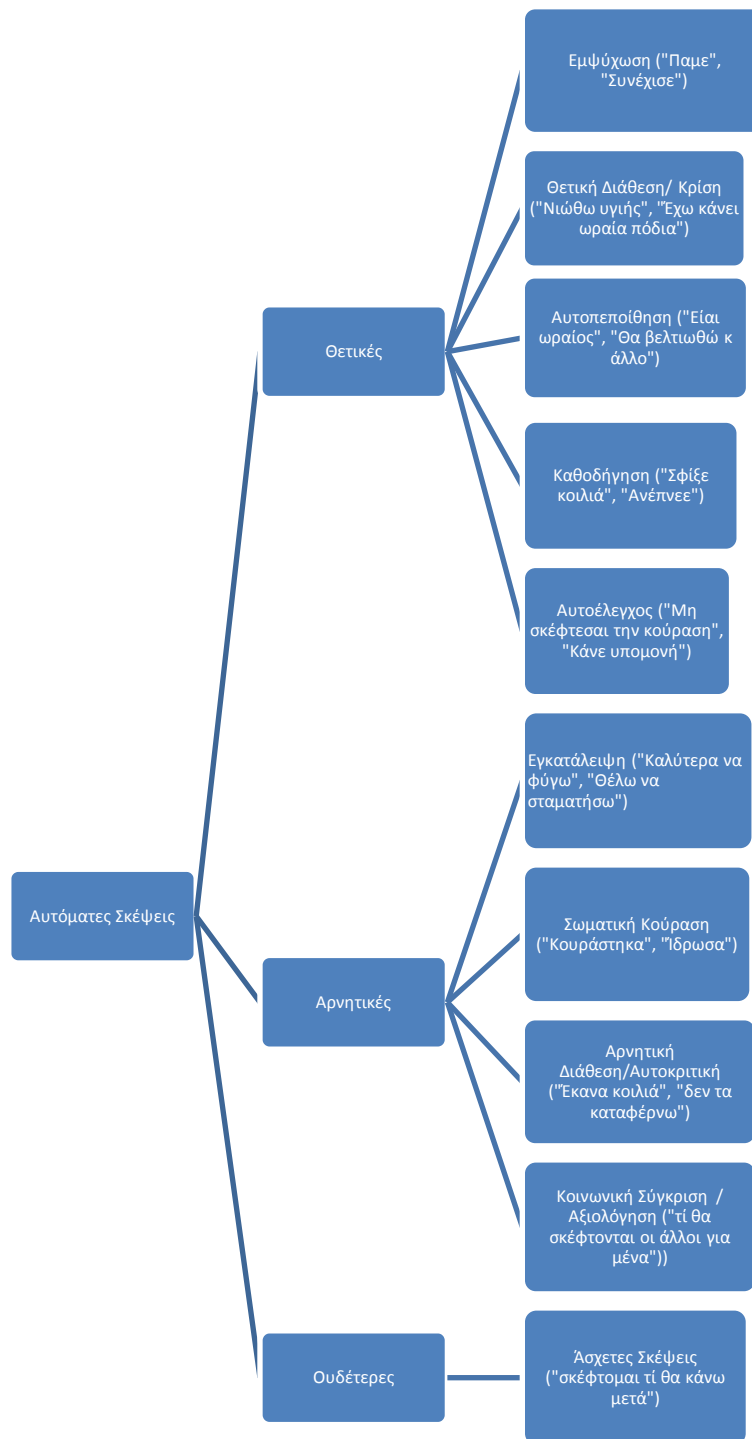 Εμψύχωση ("Παμε",
"Συνέχισε")
Θετική Διάθεση/ Κρίση
("Νιώθω υγιής", "Έχω κάνει
ωραία πόδια")
Αυτοπεποίθηση ("Είαι
ωραίος", "Θα βελτιωθώ κ
άλλο")
Θετικές
Καθοδήγηση ("Σφίξε
κοιλιά", "Ανέπνεε")
Αυτοέλεγχος ("Μη
σκέφτεσαι την κούραση",
"Κάνε υπομονή")
Εγκατάλειψη ("Καλύτερα να
φύγω", "Θέλω να
σταματήσω")
Αυτόματες Σκέψεις
Σωματική Κούραση
("Κουράστηκα", "Ίδρωσα")
Αρνητικές
Αρνητική
Διάθεση/Αυτοκριτική
("Έκανα κοιλιά", "δεν τα
καταφέρνω")
Κοινωνική Σύγκριση /
Αξιολόγηση ("τί θα
σκέφτονται οι άλλοι για
μένα"))
Ουδέτερες
Άσχετες Σκέψεις
("σκέφτομαι τί θα κάνω
μετά")